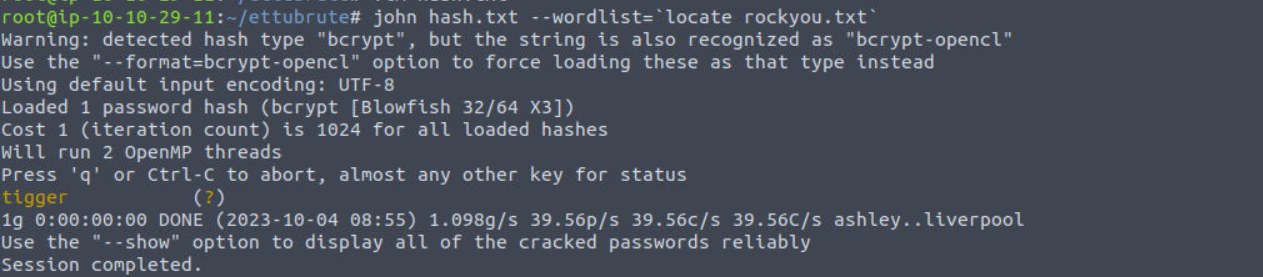 root@ip-10-10-29-11:~/ettubrute# john hash.txt --wordlist=`locate rockyou.txt`
Warning: detected hash type "bcrypt", but the string is also recognized as "bcrypt-opencl"
Use the "--format=bcrypt-opencl" option to force loading these as that type instead
Using default input encoding: UTF-8
Loaded 1 password hash (bcrypt [Blowfish 32/64 X3])
Cost 1 (iteration count) is 1024 for all loaded hashes
Will run 2 OpenMP threads
Press 'q' or Ctrl-C to abort, almost any other key for status
tigger           (?)
1g 0:00:00:00 DONE (2023-10-04 08:55) 1.098g/s 39.56p/s 39.56c/s 39.56C/s ashley..liverpool
Use the "--show" option to display all of the cracked passwords reliably
Session completed.